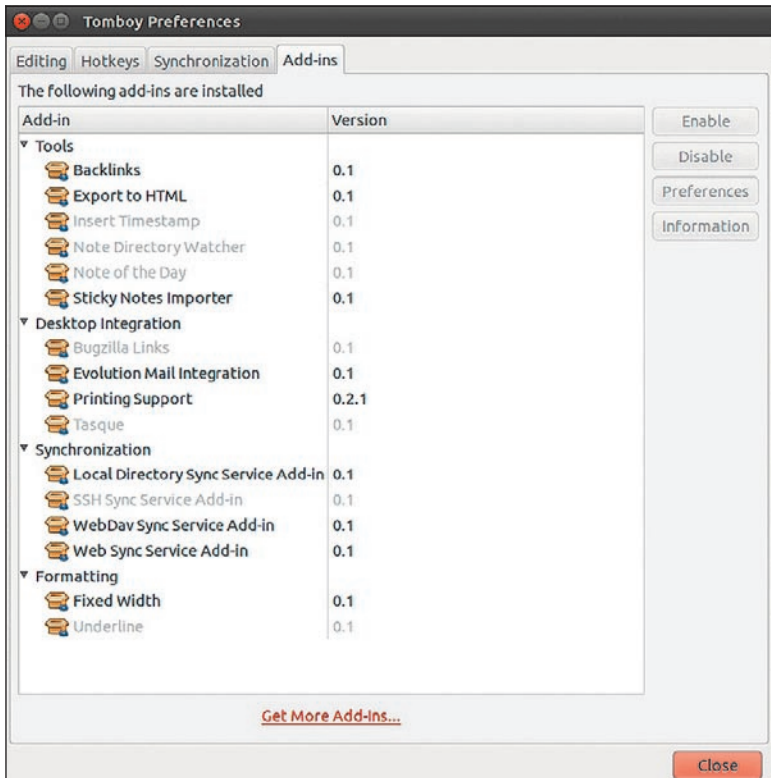 Tomboy Preferences
Editing Hotkeys Synchronization Add-ins
The following add-ins are installed
Add-in Version
Enable
Disable
Preferences
Information
Tools
Backlinks 0.1
Export to HTML 0.1
Insert Timestamp 0.1
Note Directory Watcher 0.1
Note of the Day 0.1
Sticky Notes Importer 0.1
Desktop Integration
Bugzilla Links 0.1
Evolution Mail Integration 0.1
Printing Support 0.2.1
Tasque 0.1
Synchronization
Local Directory Sync Service Add-in 0.1
SSH Sync Service Add-in 0.1
WebDav Sync Service Add-in 0.1
Web Sync Service Add-in 0.1
Formatting
Fixed Width 0.1
Underline 0.1
Get More Add-Ins...
Close